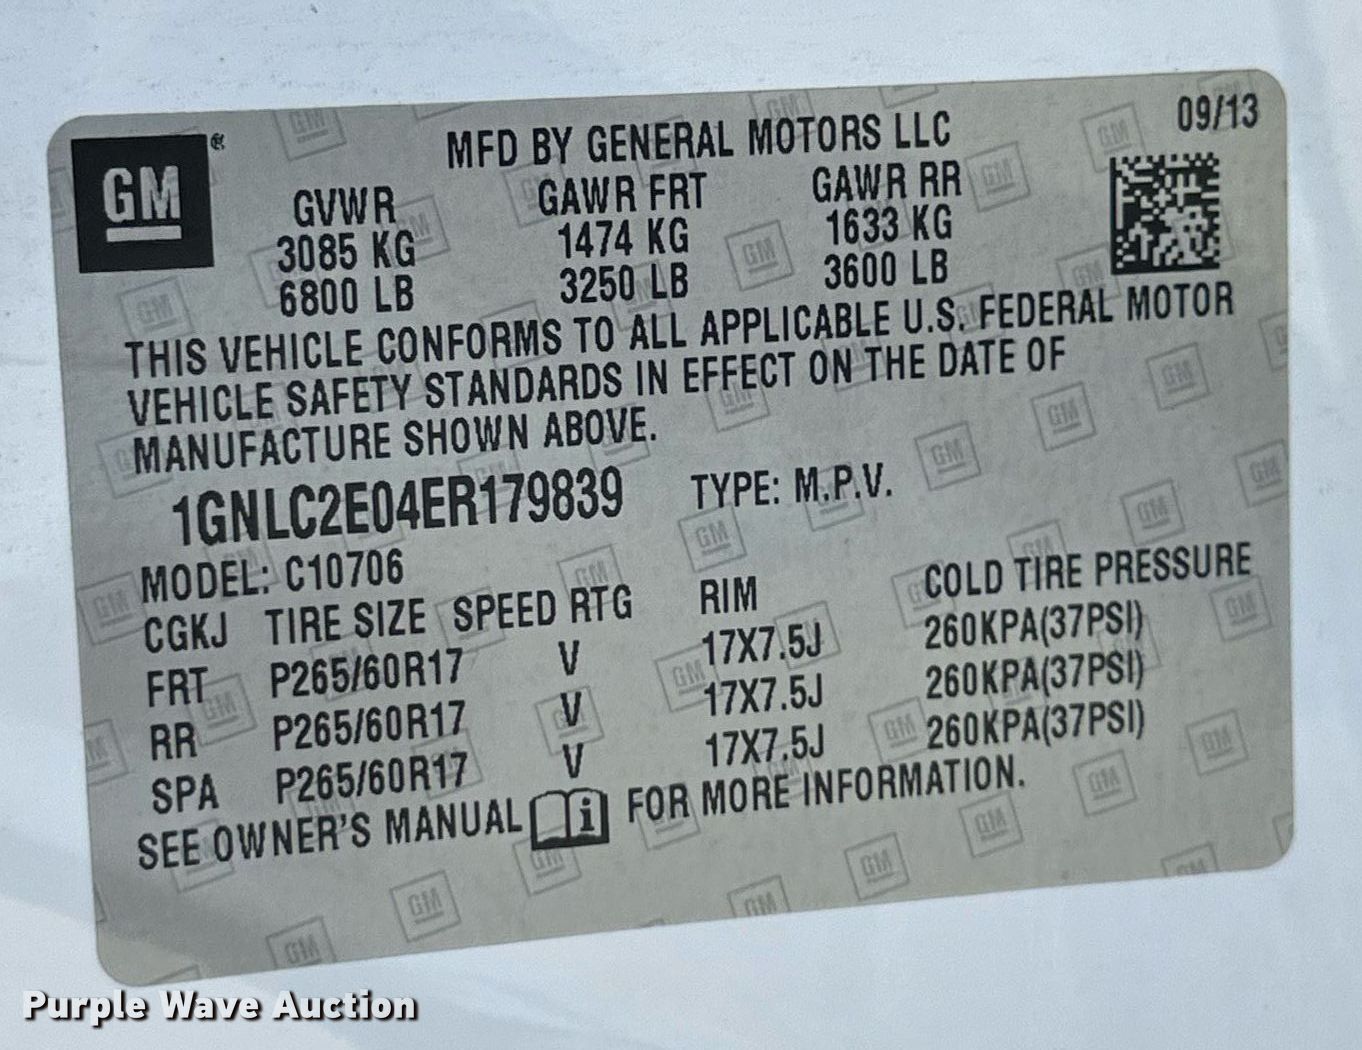 GM®
MFD BY GENERAL MOTORS LLC 09/13
GVWR GAWR FRT GAWR RR
3085 KG 1474 KG 1633 KG
6800 LB 3250 LB 3600 LB
THIS VEHICLE CONFORMS TO ALL APPLICABLE U.S. FEDERAL MOTOR
VEHICLE SAFETY STANDARDS IN EFFECT ON THE DATE OF
MANUFACTURE SHOWN ABOVE.
1GNLC2E04ER179839 TYPE: M.P.V.
MODEL: C10706
CGKJ TIRE SIZE SPEED RTG RIM COLD TIRE PRESSURE
FRT P265/60R17 V 17X7.5J 260KPA(37PSI)
RR P265/60R17 V 17X7.5J 260KPA(37PSI)
SPA P265/60R17 V 17X7.5J 260KPA(37PSI)
SEE OWNER'S MANUAL i FOR MORE INFORMATION.
Purple Wave Auction